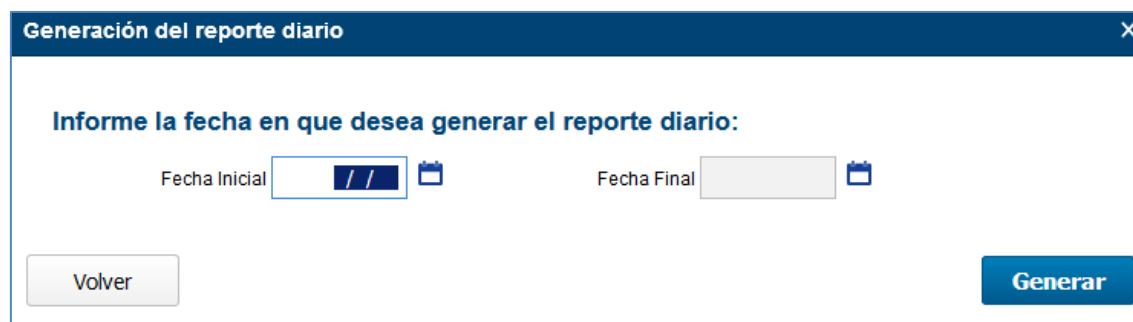 Generación del reporte diario
Informe la fecha en que desea generar el reporte diario:
Fecha Inicial / / Fecha Final
Volver Generar